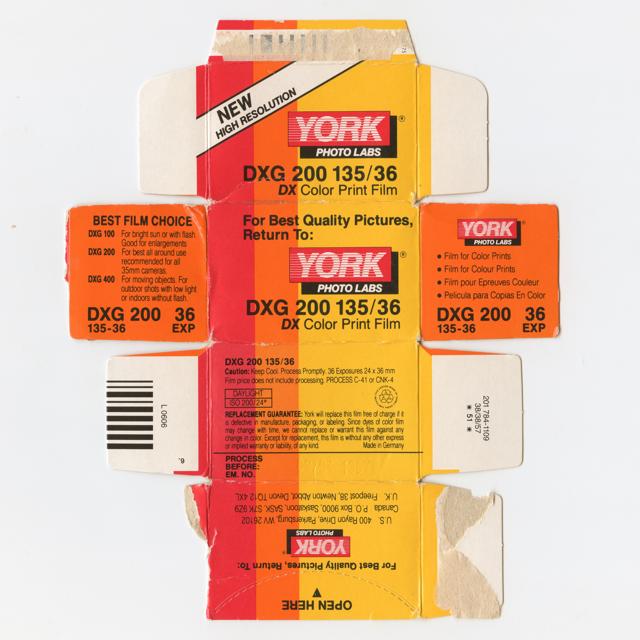 NEW
HIGH RESOLUTION
YORK®
PHOTO LABS
DXG 200 135/36
DX Color Print Film
BEST FILM CHOICE
DXG 100 For bright sun or with flash.
Good for enlargements
DXG 200 For best all around use
recommended for all
35mm cameras.
DXG 400 For moving objects. For
outdoor shots with low light
or indoors without flash.
DXG 200 36
135-36 EXP
For Best Quality Pictures,
Return To:
YORK®
PHOTO LABS
DXG 200 135/36
DX Color Print Film
YORK®
PHOTO LABS
• Film for Color Prints
• Film for Colour Prints
• Film pour Epreuves Couleur
• Pelicula para Copias En Color
DXG 200 36
135-36 EXP
L 0606
6.
DXG 200 135/36
Caution: Keep Cool. Process Promptly. 36 Exposures 24 x 36 mm
Film price does not include processing. PROCESS C-41 or CNK-4
DAYLIGHT
ISO 200/24°
REPLACEMENT GUARANTEE: York will replace this film free of charge if it
is defective in manufacture, packaging, or labeling. Since dyes of color film
may change with time, we cannot replace or warrant this film against any
change in color. Except for replacement, this film is without any other express
or implied warranty or liability, of any kind. Made in Germany
PROCESS
BEFORE:
EM. NO.
201 784-1109
38/38/57
* 51 *
OPEN HERE
For Best Quality Pictures, Return To:
YORK®
PHOTO LABS
U.S. 400 Rayon Drive, Parkersburg, WV 26102
Canada P.O. Box 9000, Saskatoon, SASK S7K 9Z9
U.K. Freepost, 38, Newton Abbot, Devon TQ12 4XL